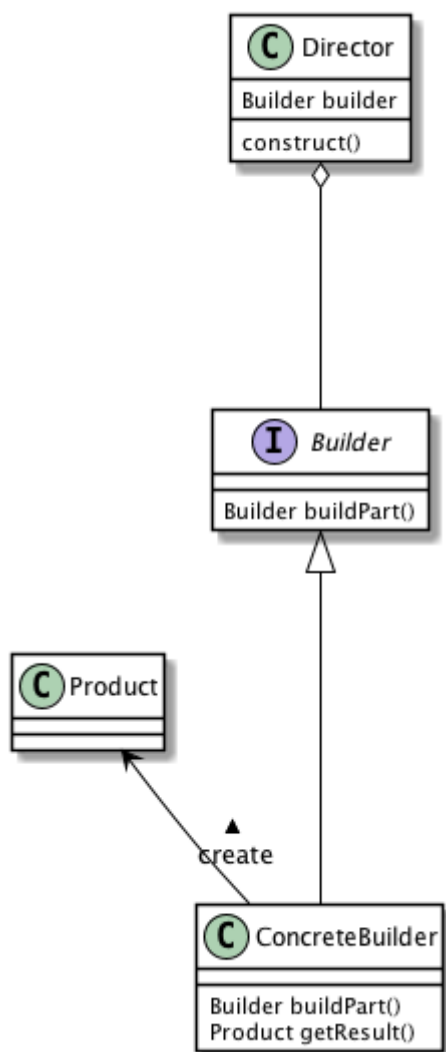 C Director
Builder builder
construct()
I Builder
Builder buildPart()
C Product
▲
create
C ConcreteBuilder
Builder buildPart()
Product getResult()